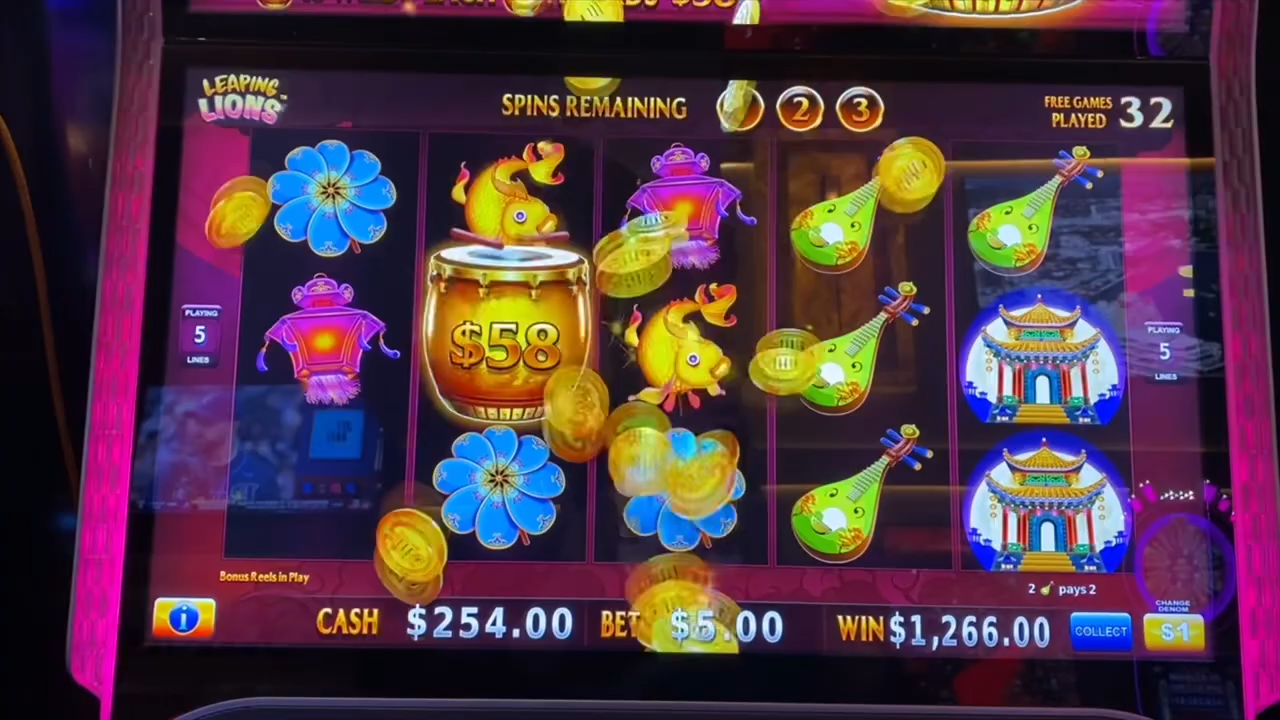 LEAPING
LIONS™
SPINS REMAINING
2
3
FREE GAMES
PLAYED
32
PLAYING
5
LINES
$58
PLAYING
5
LINES
Bonus Reels in Play
2 pays 2
CASH $254.00
BET $5.00
WIN $1,266.00
COLLECT
CHANGE
DENOM
$1